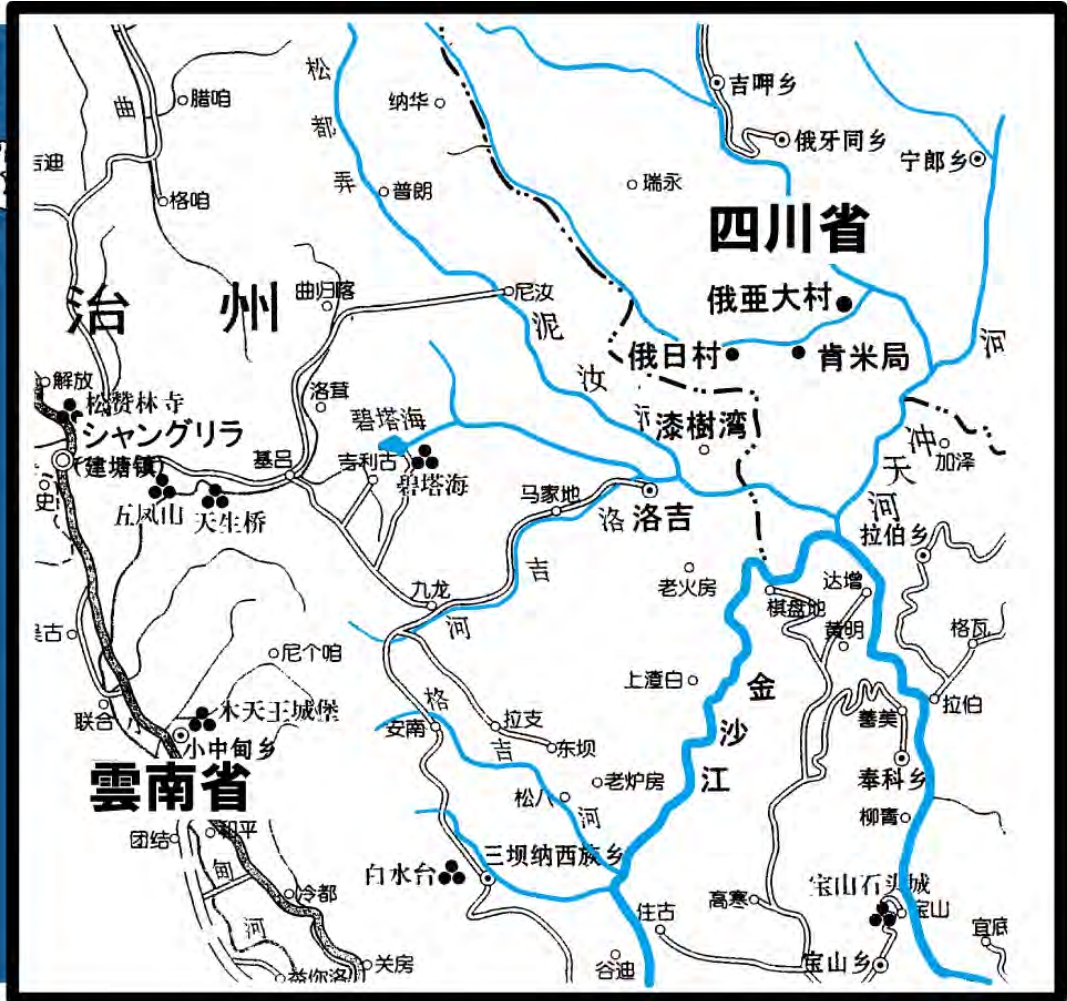 松都弄
吉呷乡
曲
腊咱
纳华
俄牙同乡
宁郎乡
吉迪
瑞永
普朗
格咱
四川省
治州
曲归喀
尼汝
俄亜大村
泥汝河
俄日村
肯米局
河
解放
洛茸
松赞林寺
碧塔海
シャングリラ
漆樹湾
冲天河
加泽
(建塘镇)
基吕
吉利古
碧塔海
史
五凤山
天生桥
马家地
洛吉
洛吉河
拉伯乡
老火房
棋盘地
达增
九龙
黄明
格瓦
尼个咱
上渣白
金沙江
木天王城堡
联合
小
格吉河
安南
拉支
拉伯
小中甸乡
东坝
善美
雲南省
老炉房
奉科乡
松八
柳青
团结
和平
三坝纳西族乡
甸
白水台
宝山石头城
冷都
高寒
住古
宝山
河
宜底
关房
谷迪
宝山乡